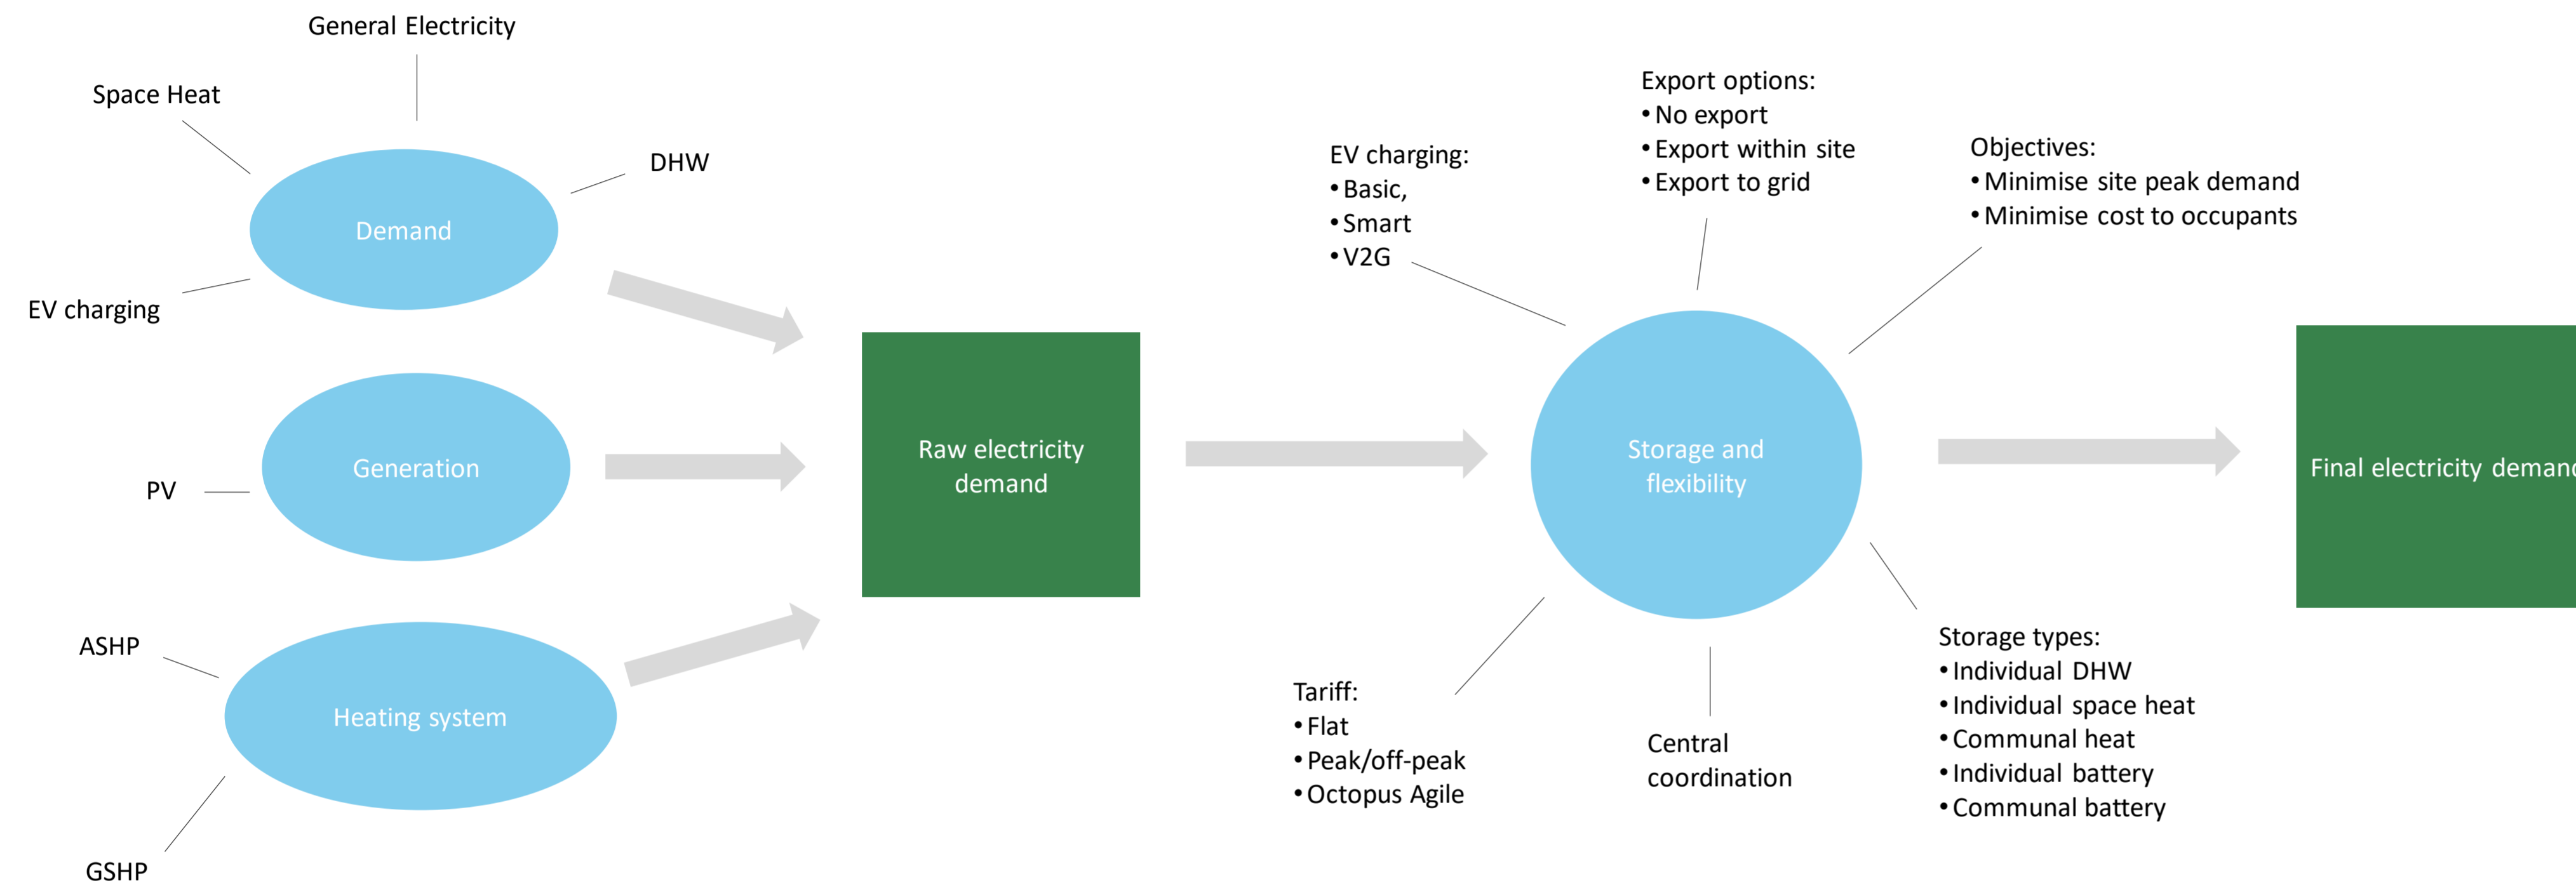 General Electricity
Space Heat
DHW
Demand
EV charging
Generation
PV
ASHP
Heating system
GSHP
Raw electricity
demand
EV charging:
• Basic,
• Smart
• V2G
Export options:
• No export
• Export within site
• Export to grid
Objectives:
• Minimise site peak demand
• Minimise cost to occupants
Storage and
flexibility
Tariff:
• Flat
• Peak/off-peak
• Octopus Agile
Central
coordination
Storage types:
• Individual DHW
• Individual space heat
• Communal heat
• Individual battery
• Communal battery
Final electricity deman